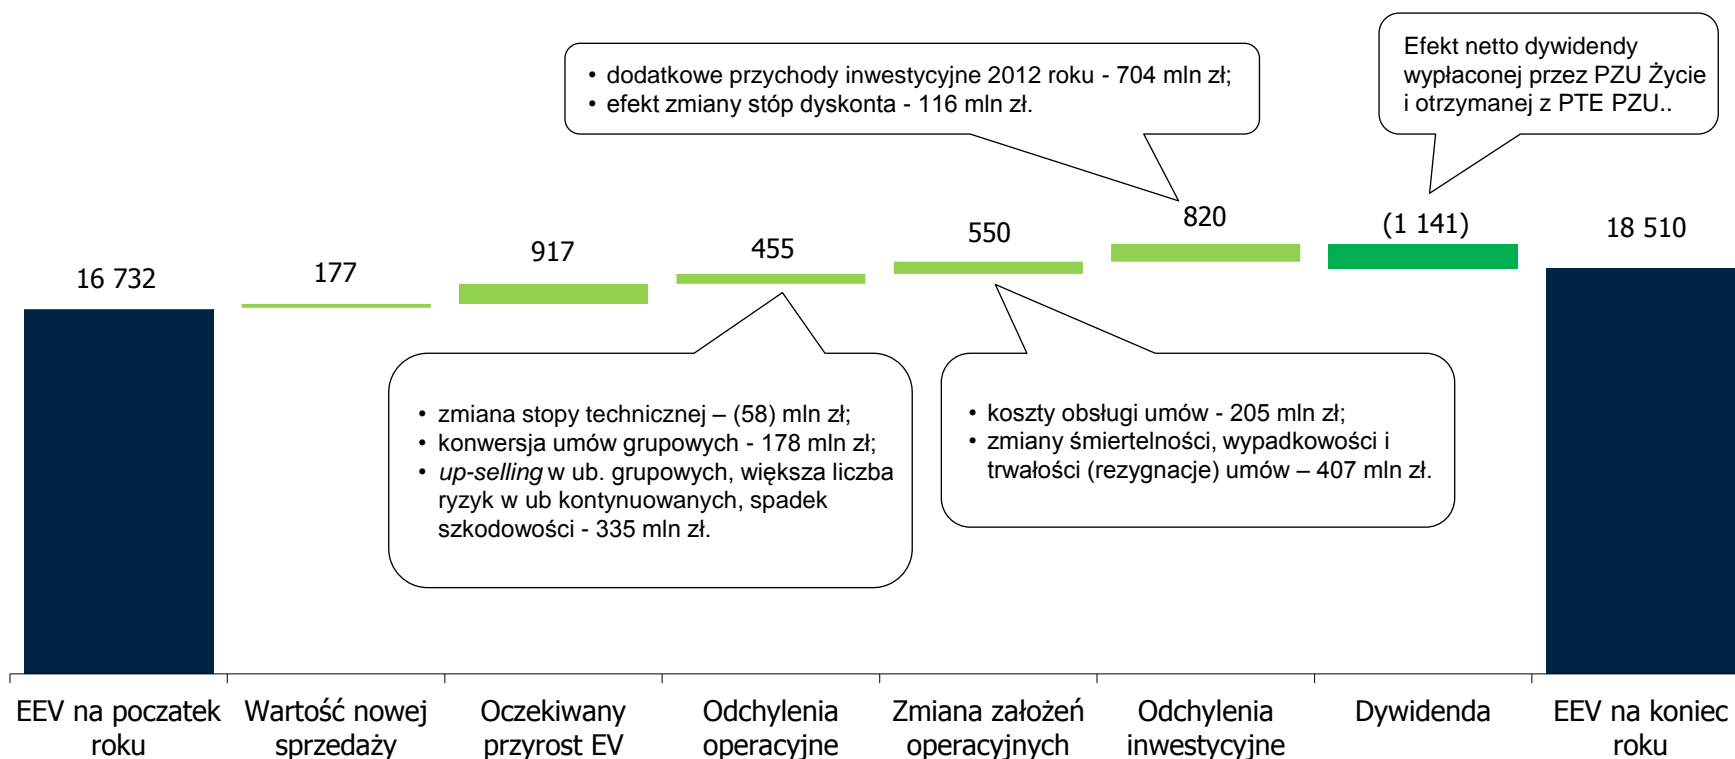 • dodatkowe przychody inwestycyjne 2012 roku - 704 mln zł;
• efekt zmiany stóp dyskonta - 116 mln zł.
Efekt netto dywidendy
wypłaconej przez PZU Życie
i otrzymanej z PTE PZU..
16 732
177
917
455
550
820
(1 141)
18 510
• zmiana stopy technicznej – (58) mln zł;
• konwersja umów grupowych - 178 mln zł;
• up-selling w ub. grupowych, większa liczba
ryzyk w ub kontynuowanych, spadek
szkodowości - 335 mln zł.
• koszty obsługi umów - 205 mln zł;
• zmiany śmiertelności, wypadkowości i
trwałości (rezygnacje) umów – 407 mln zł.
EEV na poczatek
roku
Wartość nowej
sprzedaży
Oczekiwany
przyrost EV
Odchylenia
operacyjne
Zmiana założeń
operacyjnych
Odchylenia
inwestycyjne
Dywidenda
EEV na koniec
roku